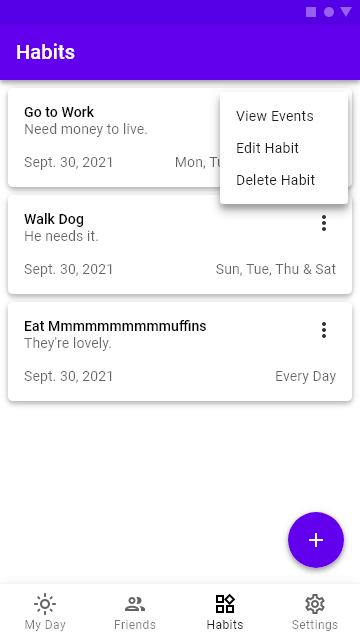 Habits
Go to Work
Need money to live.
Sept. 30, 2021
Mon,
View Events
Edit Habit
Delete Habit
Walk Dog
He needs it.
Sept. 30, 2021 Sun, Tue, Thu & Sat
Eat Mmmmmmmmmmuffins
They're lovely.
Sept. 30, 2021 Every Day
My Day Friends Habits Settings